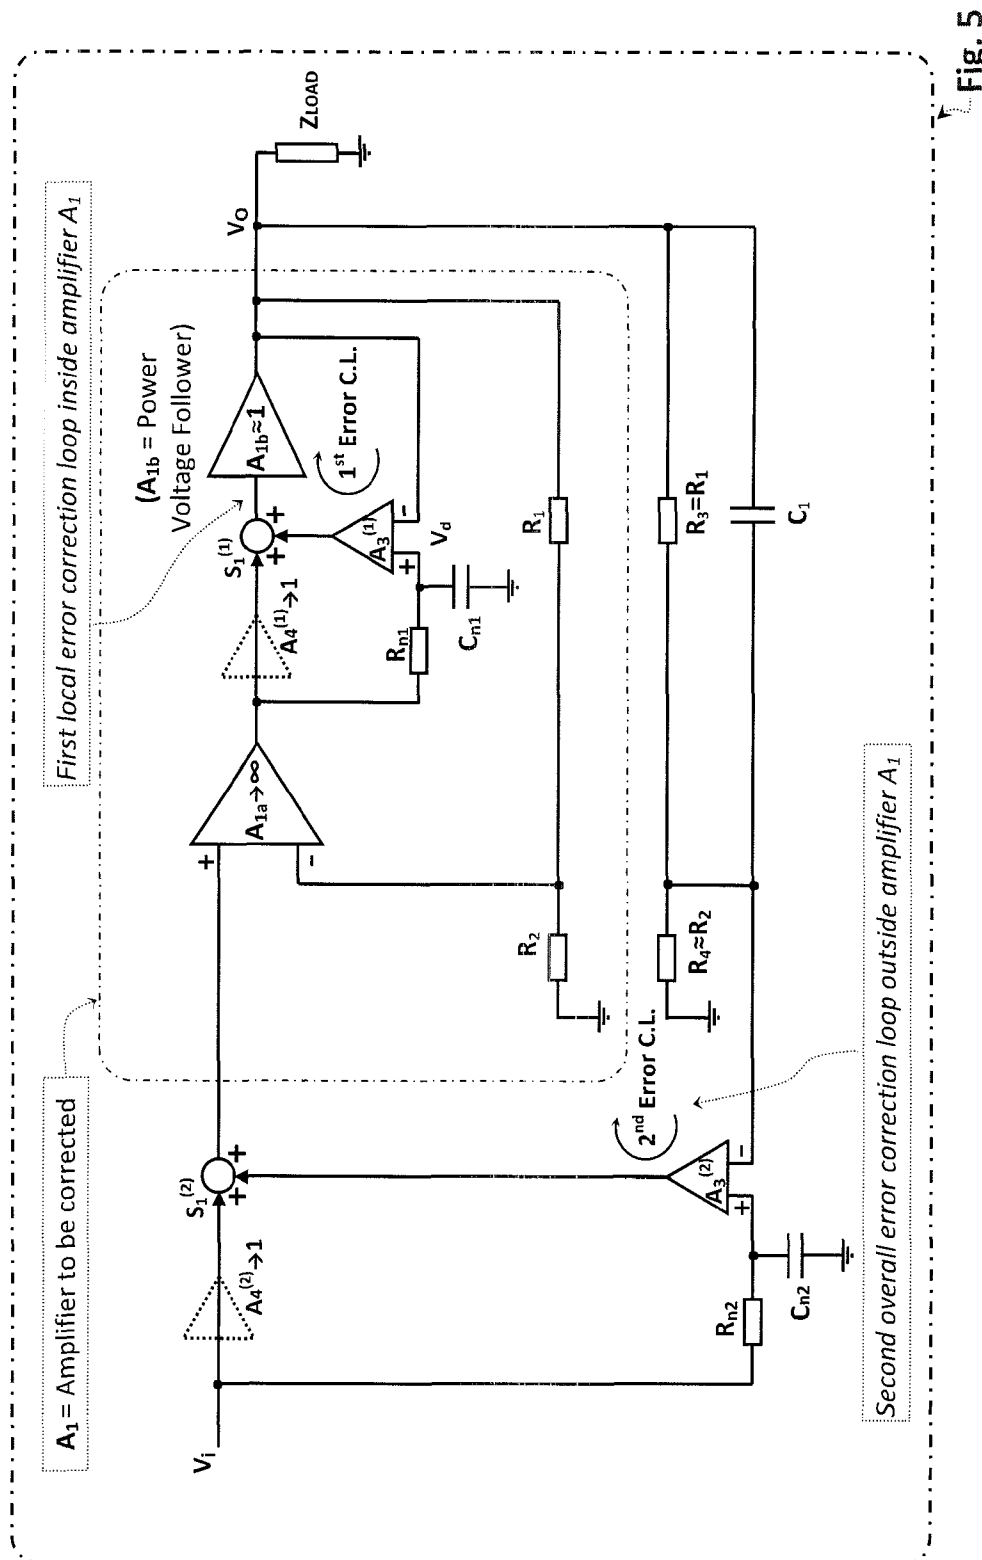 A₁ = Amplifier to be corrected
First local error correction loop inside amplifier A₁
(A₁b = Power
Voltage Follower)
Vi
A₄⁽²⁾→1
S₁⁽²⁾
+
+
+
-
A₁a→∞
A₄⁽¹⁾→1
S₁⁽¹⁾
+
+
A₁b≈1
Vo
ZLOAD
1st Error C.L.
A₃⁽¹⁾
+
-
Vd
Rn1
Cn1
R₂
R₁
R₄≈R₂
R₃=R₁
C₁
2nd Error C.L.
A₃⁽²⁾
+
-
Rn2
Cn2
Second overall error correction loop outside amplifier A₁
Fig. 5